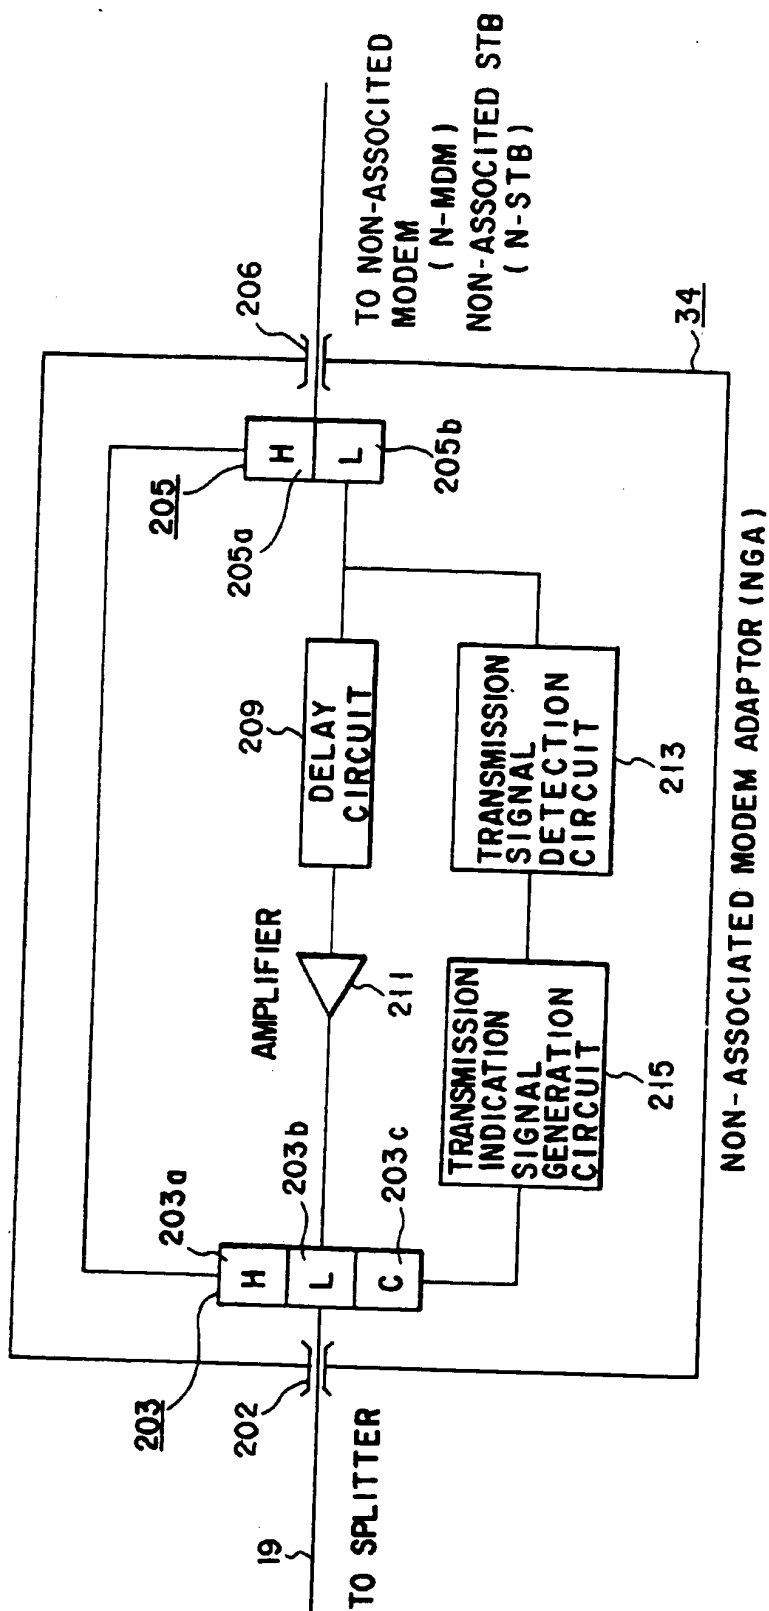 19
TO SPLITTER
202
203
203a
H
203b
L
203c
C
AMPLIFIER
211
209
DELAY
CIRCUIT
TRANSMISSION
INDICATION
SIGNAL
GENERATION
CIRCUIT
215
TRANSMISSION
SIGNAL
DETECTION
CIRCUIT
213
205
205a
H
L
205b
206
TO NON-ASSOCITED
MODEM
(N-MDM)
NON-ASSOCITED STB
(N-STB)
34
NON-ASSOCIATED MODEM ADAPTOR (NGA)